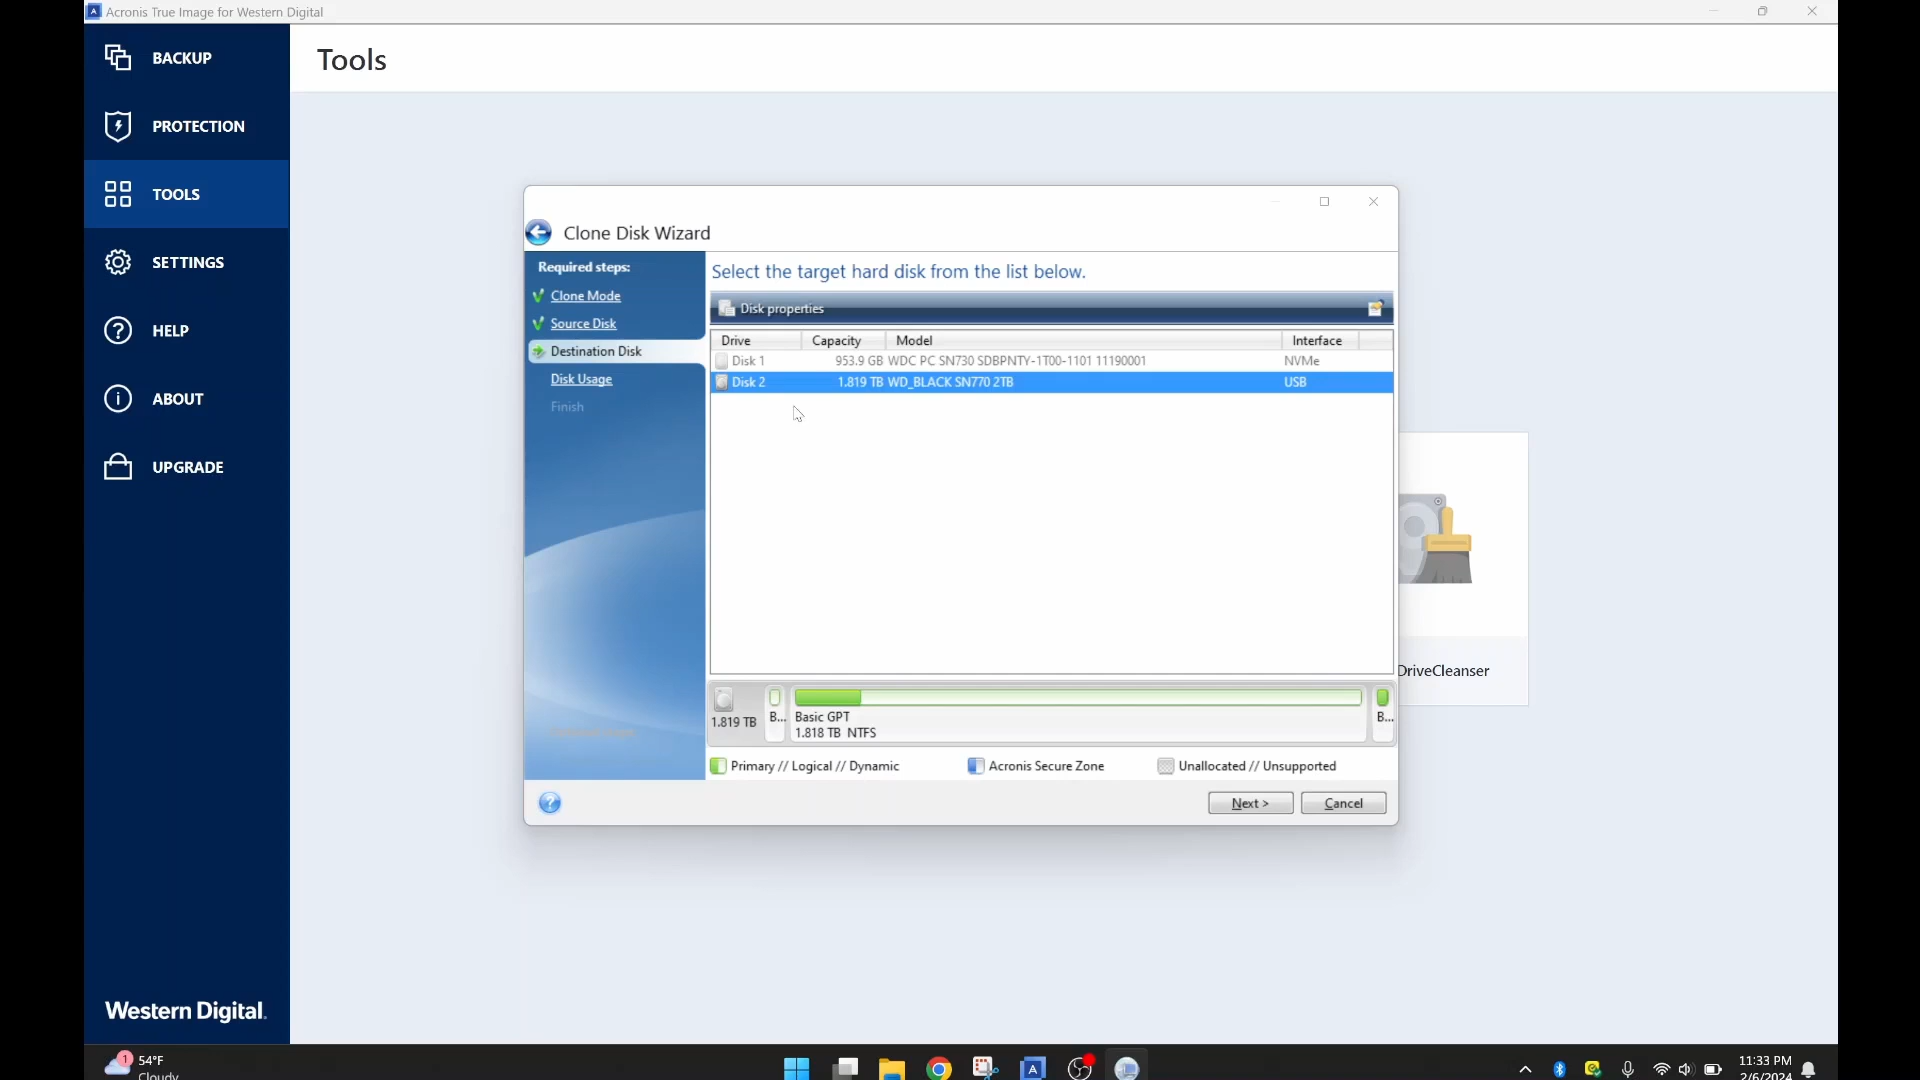 Acronis True Image for Western Digital
BACKUP
PROTECTION
TOOLS
SETTINGS
HELP
ABOUT
UPGRADE
Western Digital.
Tools
Clone Disk Wizard
Required steps:
Clone Mode
Source Disk
Destination Disk
Disk Usage
Finish
Select the target hard disk from the list below.
Disk properties
Drive Capacity Model Interface
Disk 1 953.9 GB WDC PC SN730 SDBPNTY-1T00-1101 11190001 NVMe
Disk 2 1.819 TB WD_BLACK SN770 2TB USB
1.819 TB
B...
Basic GPT
1.818 TB NTFS
B...
Primary // Logical // Dynamic
Acronis Secure Zone
Unallocated // Unsupported
Next >
Cancel
DriveCleanser
1
54°F
Cloudy
11:33 PM
2/6/2024